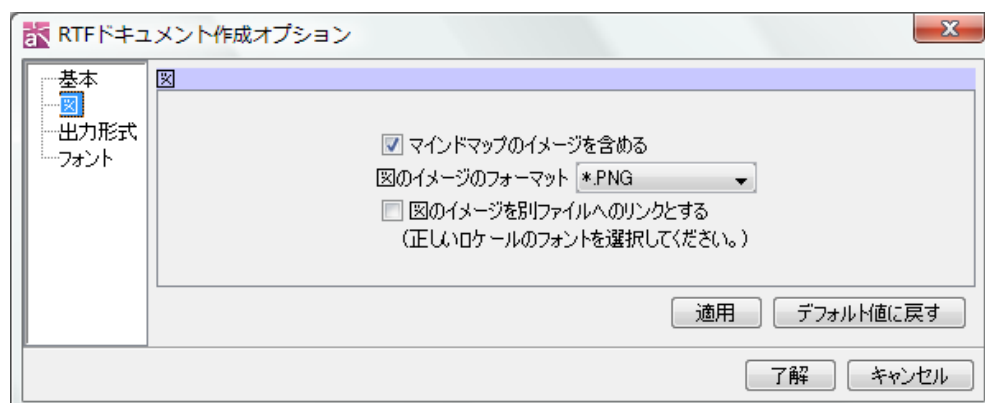 RTFドキュメント作成オプション
基本
図
出力形式
フォント
図
マインドマップのイメージを含める
図のイメージのフォーマット *.PNG
図のイメージを別ファイルへのリンクとする
(正しいロケールのフォントを選択してください。)
適用 デフォルト値に戻す
了解 キャンセル